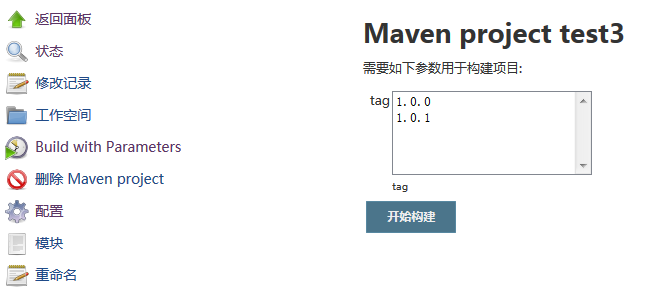 返回面板
状态
修改记录
工作空间
Build with Parameters
删除 Maven project
配置
模块
重命名
Maven project test3
需要如下参数用于构建项目:
tag
1.0.0
1.0.1
tag
开始构建